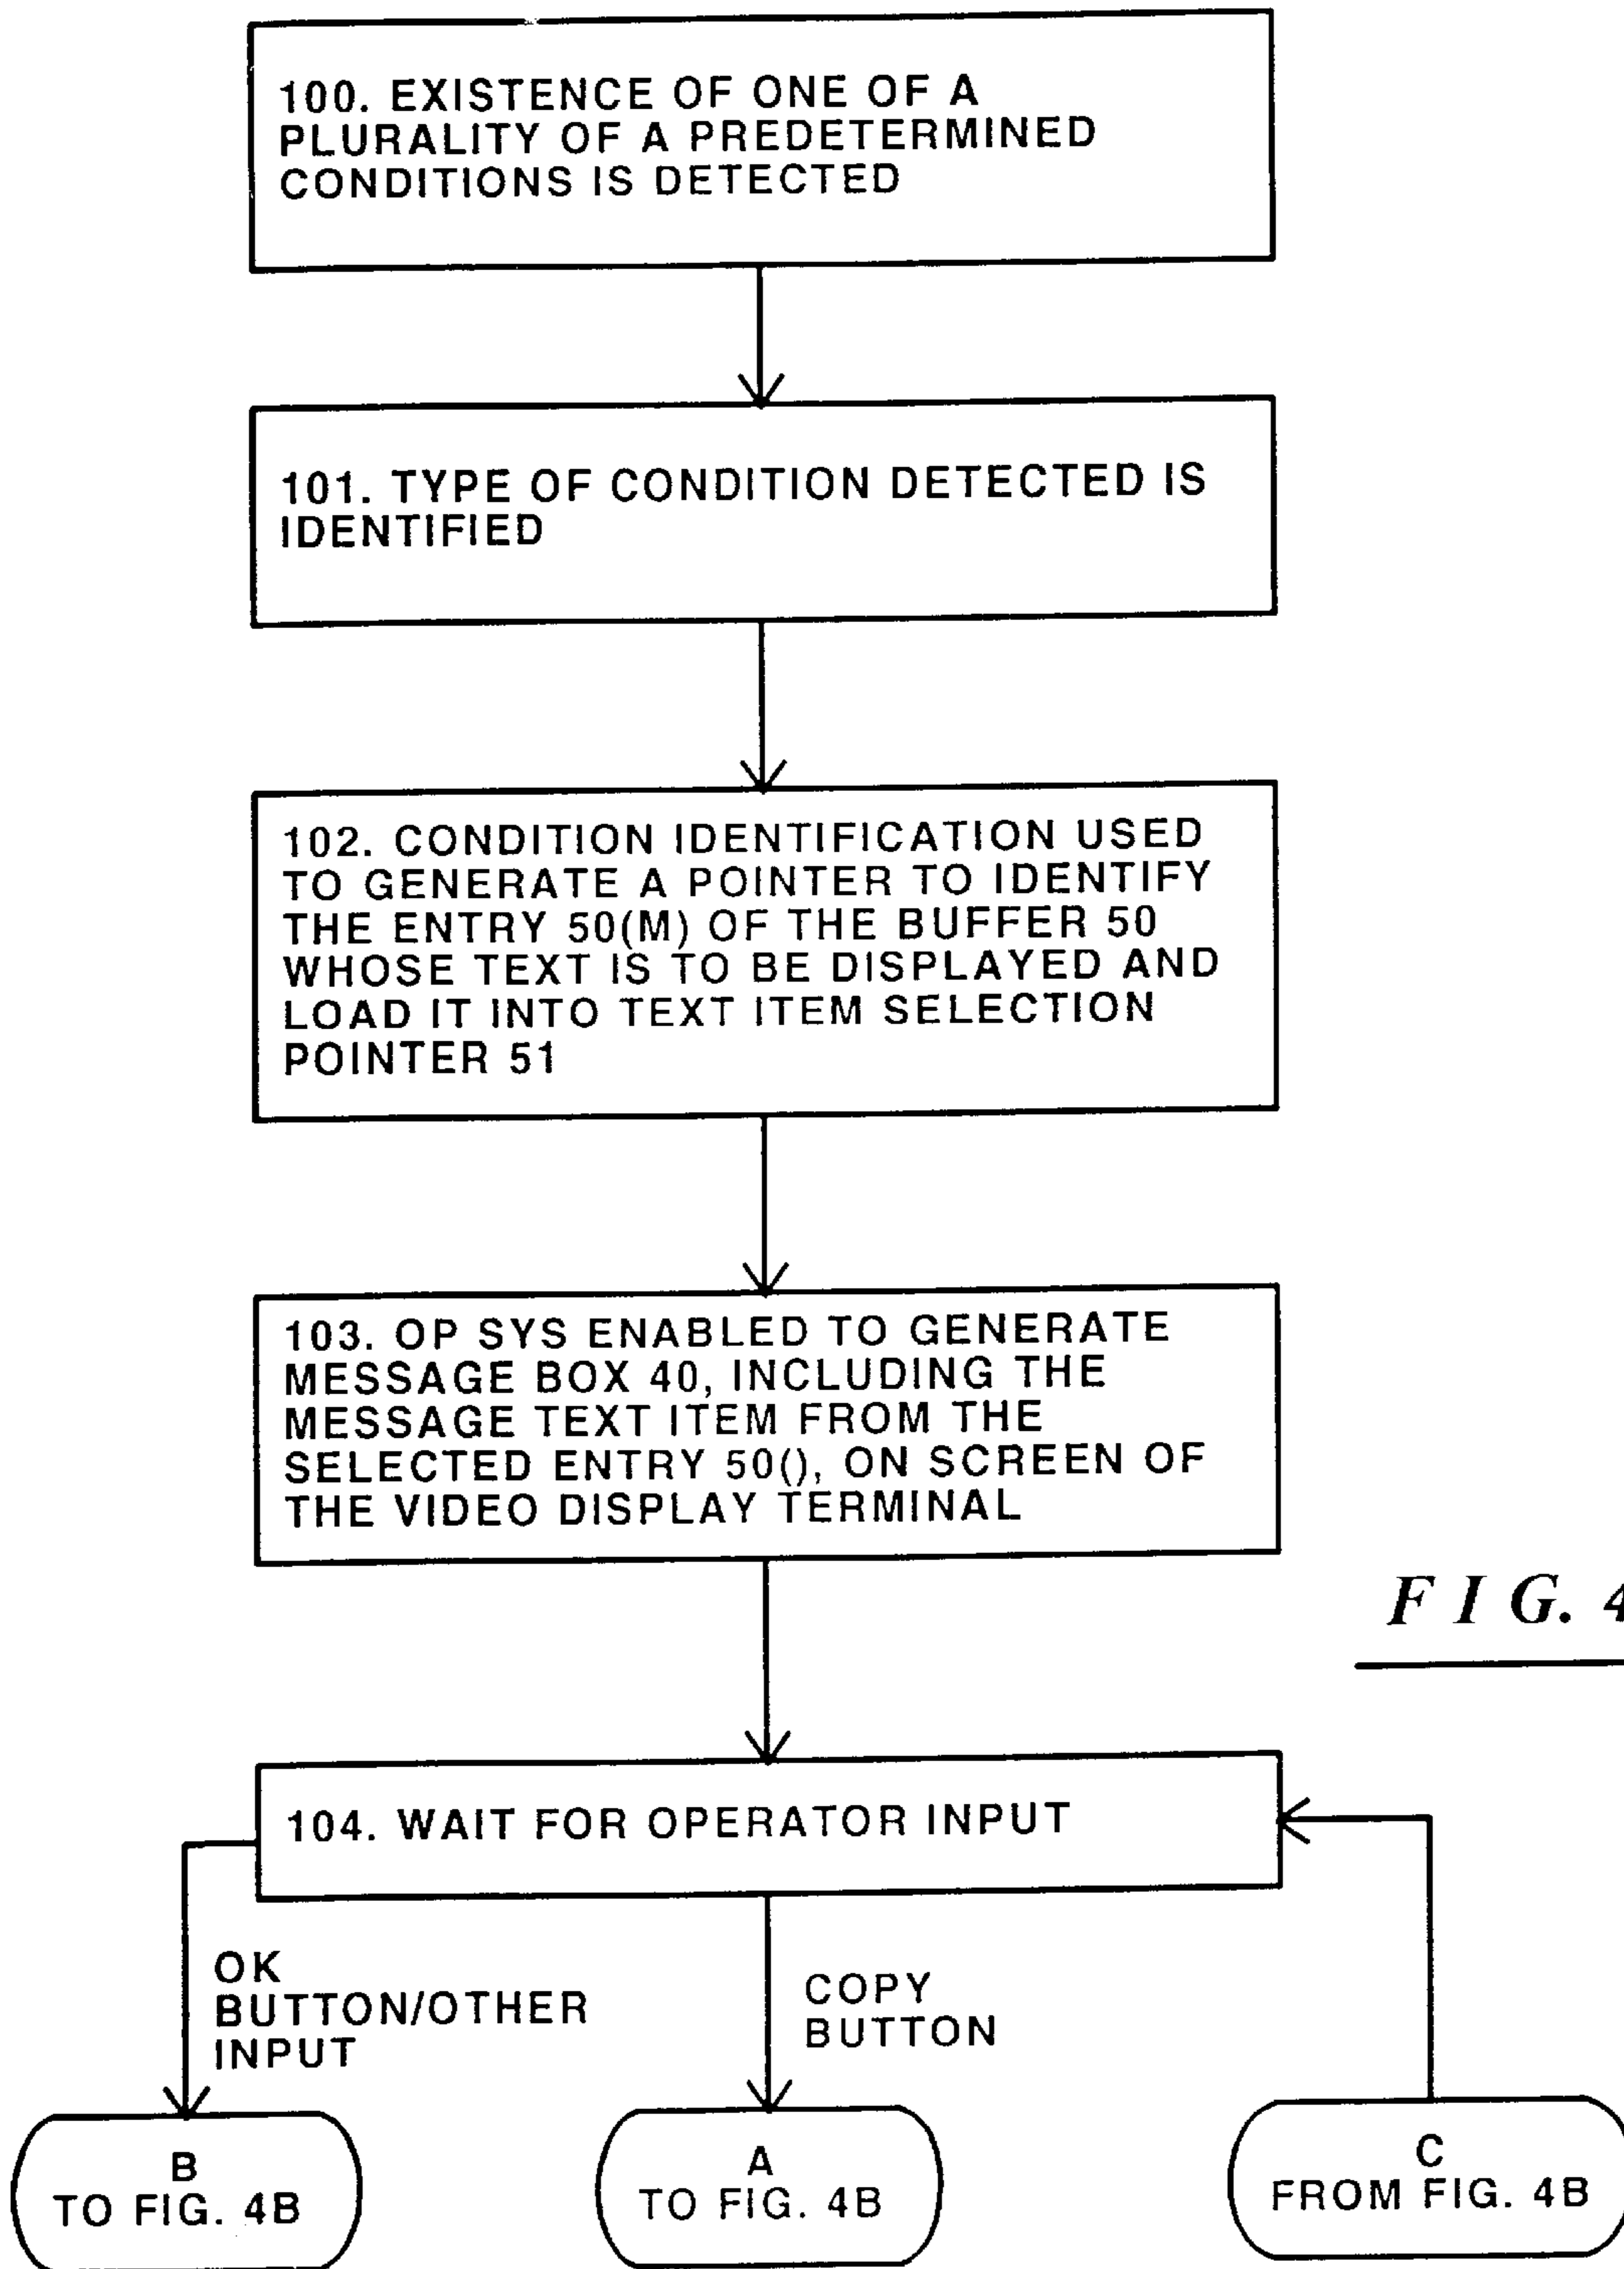 100. EXISTENCE OF ONE OF A
PLURALITY OF A PREDETERMINED
CONDITIONS IS DETECTED
101. TYPE OF CONDITION DETECTED IS
IDENTIFIED
102. CONDITION IDENTIFICATION USED
TO GENERATE A POINTER TO IDENTIFY
THE ENTRY 50(M) OF THE BUFFER 50
WHOSE TEXT IS TO BE DISPLAYED AND
LOAD IT INTO TEXT ITEM SELECTION
POINTER 51
103. OP SYS ENABLED TO GENERATE
MESSAGE BOX 40, INCLUDING THE
MESSAGE TEXT ITEM FROM THE
SELECTED ENTRY 50(), ON SCREEN OF
THE VIDEO DISPLAY TERMINAL
FIG. 4
104. WAIT FOR OPERATOR INPUT
OK
BUTTON/OTHER
INPUT
COPY
BUTTON
B
TO FIG. 4B
A
TO FIG. 4B
C
FROM FIG. 4B